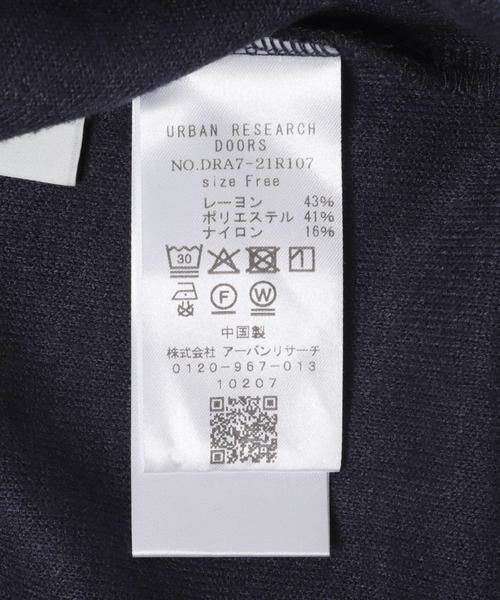 URBAN RESEARCH
DOORS
NO.DRA7-21R107
size Free
レーヨン 43%
ポリエステル 41%
ナイロン 16%
30
F W
中国製
株式会社 アーバンリサーチ
0120-967-013
10207